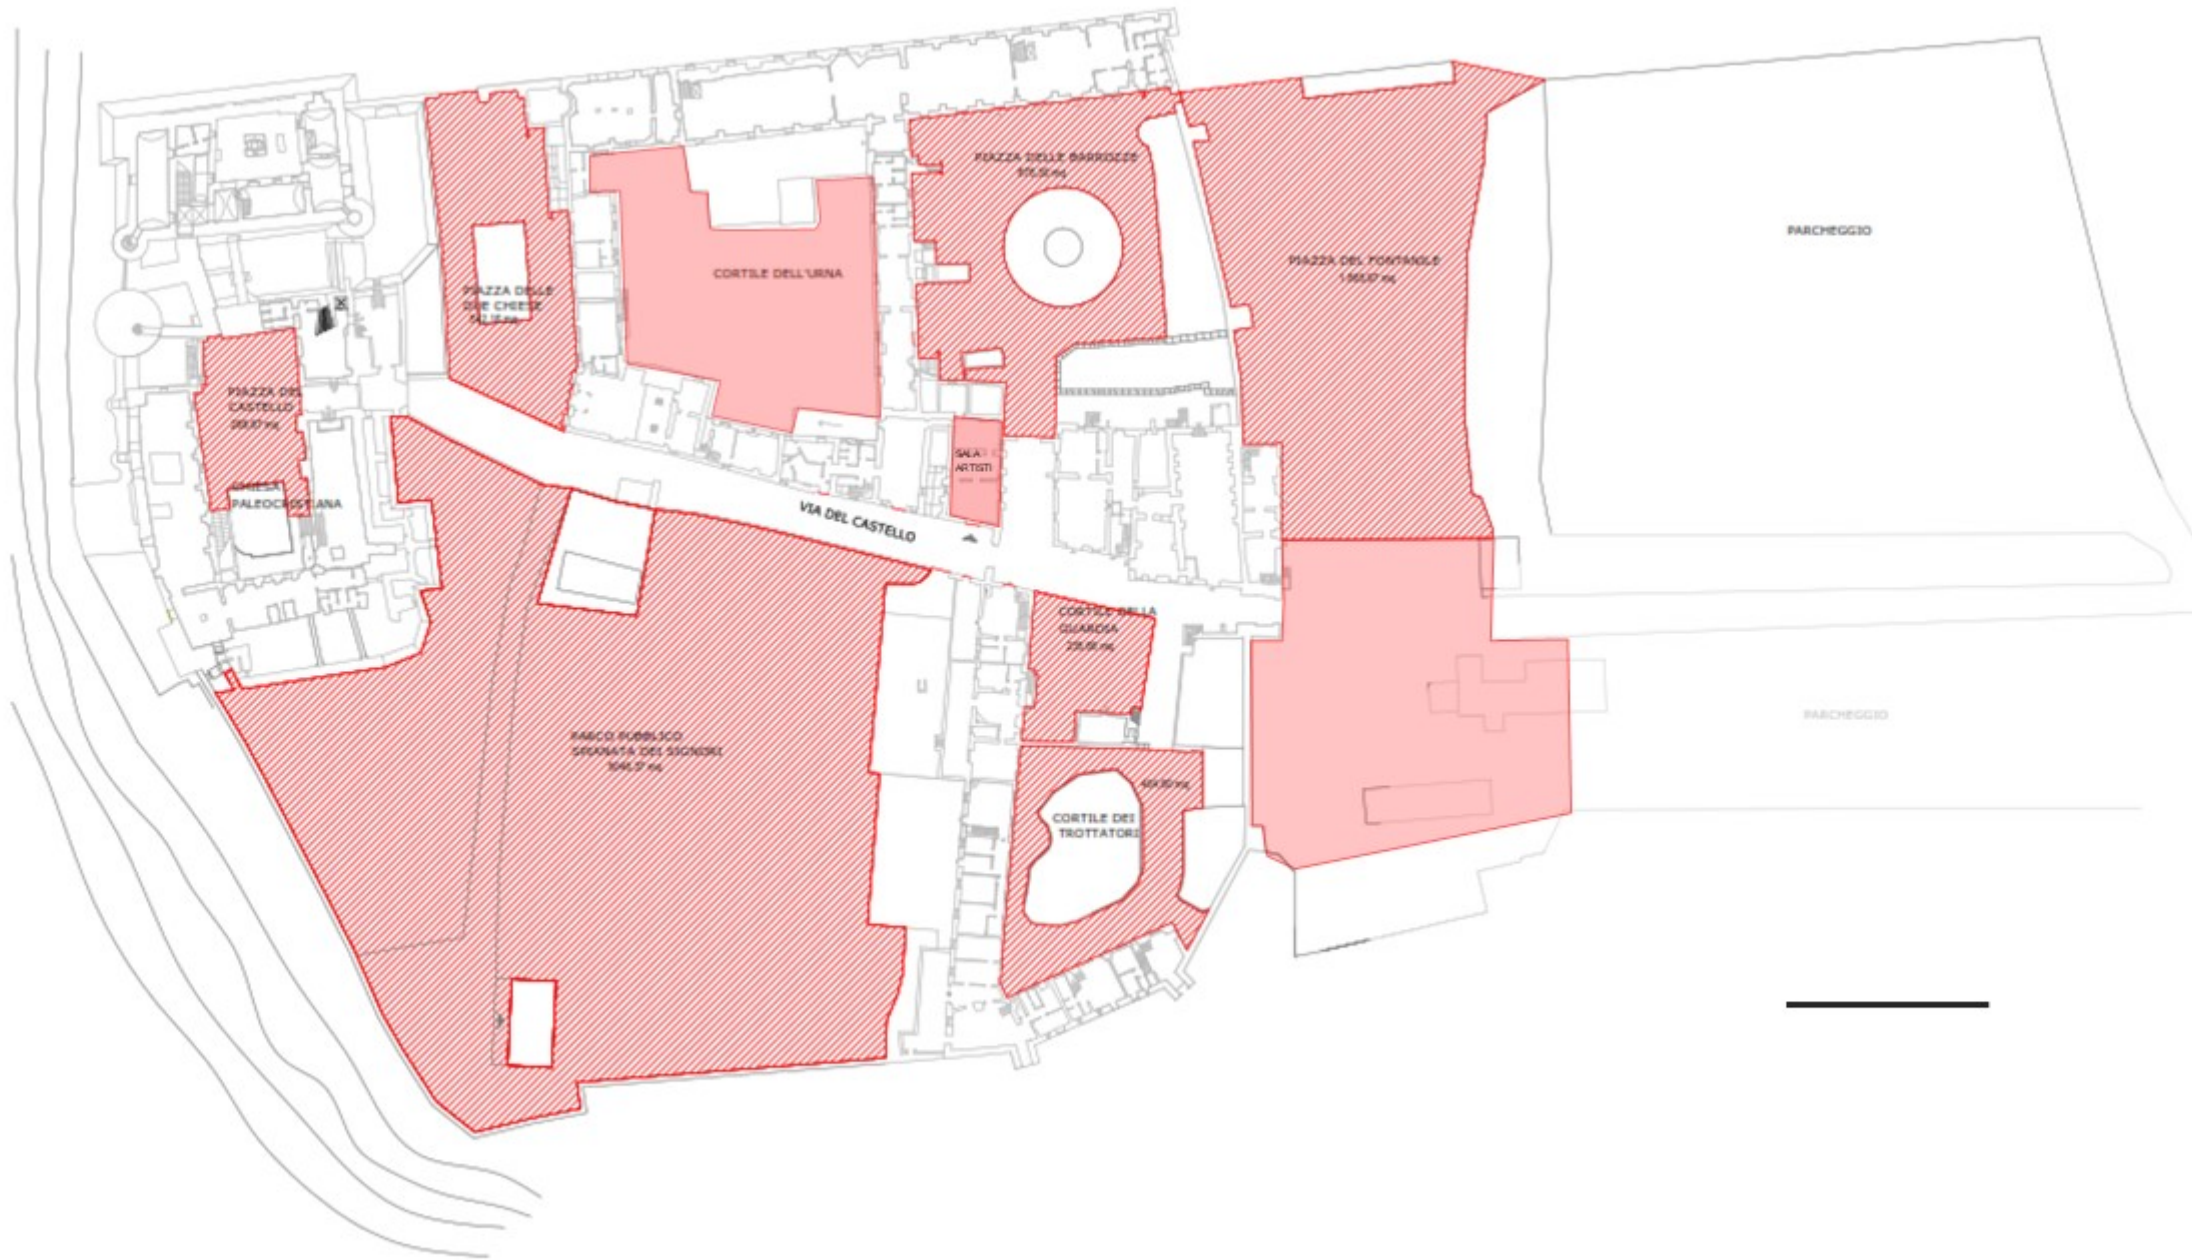 PIAZZA DELLE BARROZZE
PARCHEGGIO
PIAZZA DEL FONTANILE
CORTILE DELL'URNA
PIAZZA DELLE
DUE CHIESE
PIAZZA DEL
CASTELLO
CHIESA
PALEOCRISTIANA
SALA
ARTISTI
VIA DEL CASTELLO
CORTILE DELLA
GUARDIA
PARCO PUBBLICO
SPIANATA DEI SIGNORI
PARCHEGGIO
CORTILE DEI
TROTTATORI